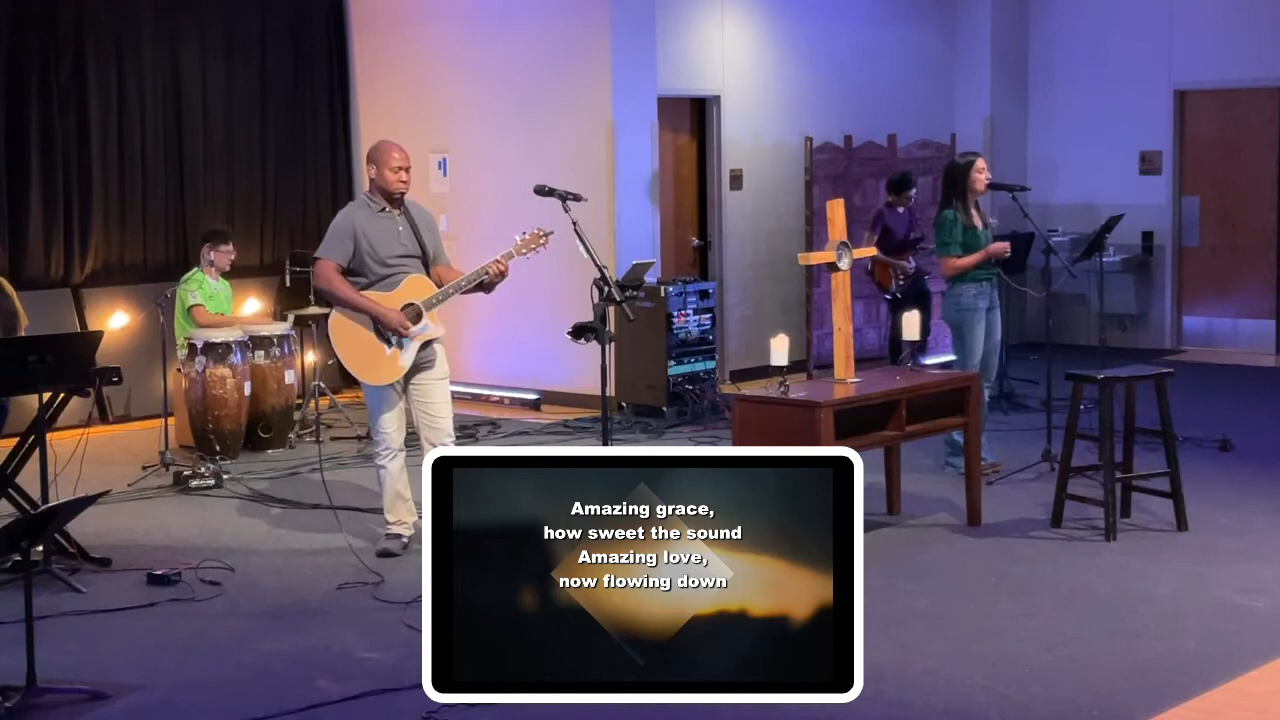 Amazing grace,
how sweet the sound
Amazing love,
now flowing down